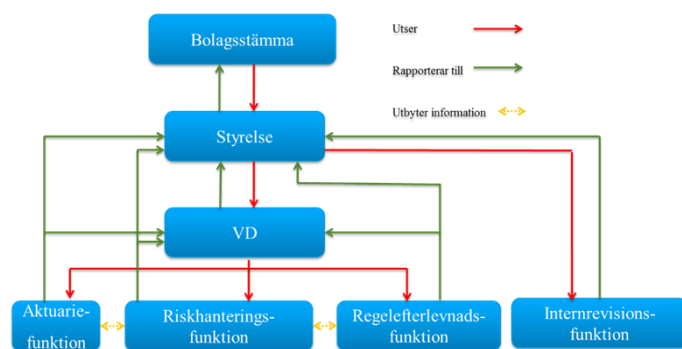 Bolagsstämma
Utser
Rapporterar till
Utbyter information
Styrelse
VD
Aktuarie-
funktion
Riskhanterings-
funktion
Regelefterlevnads-
funktion
Internrevisions-
funktion